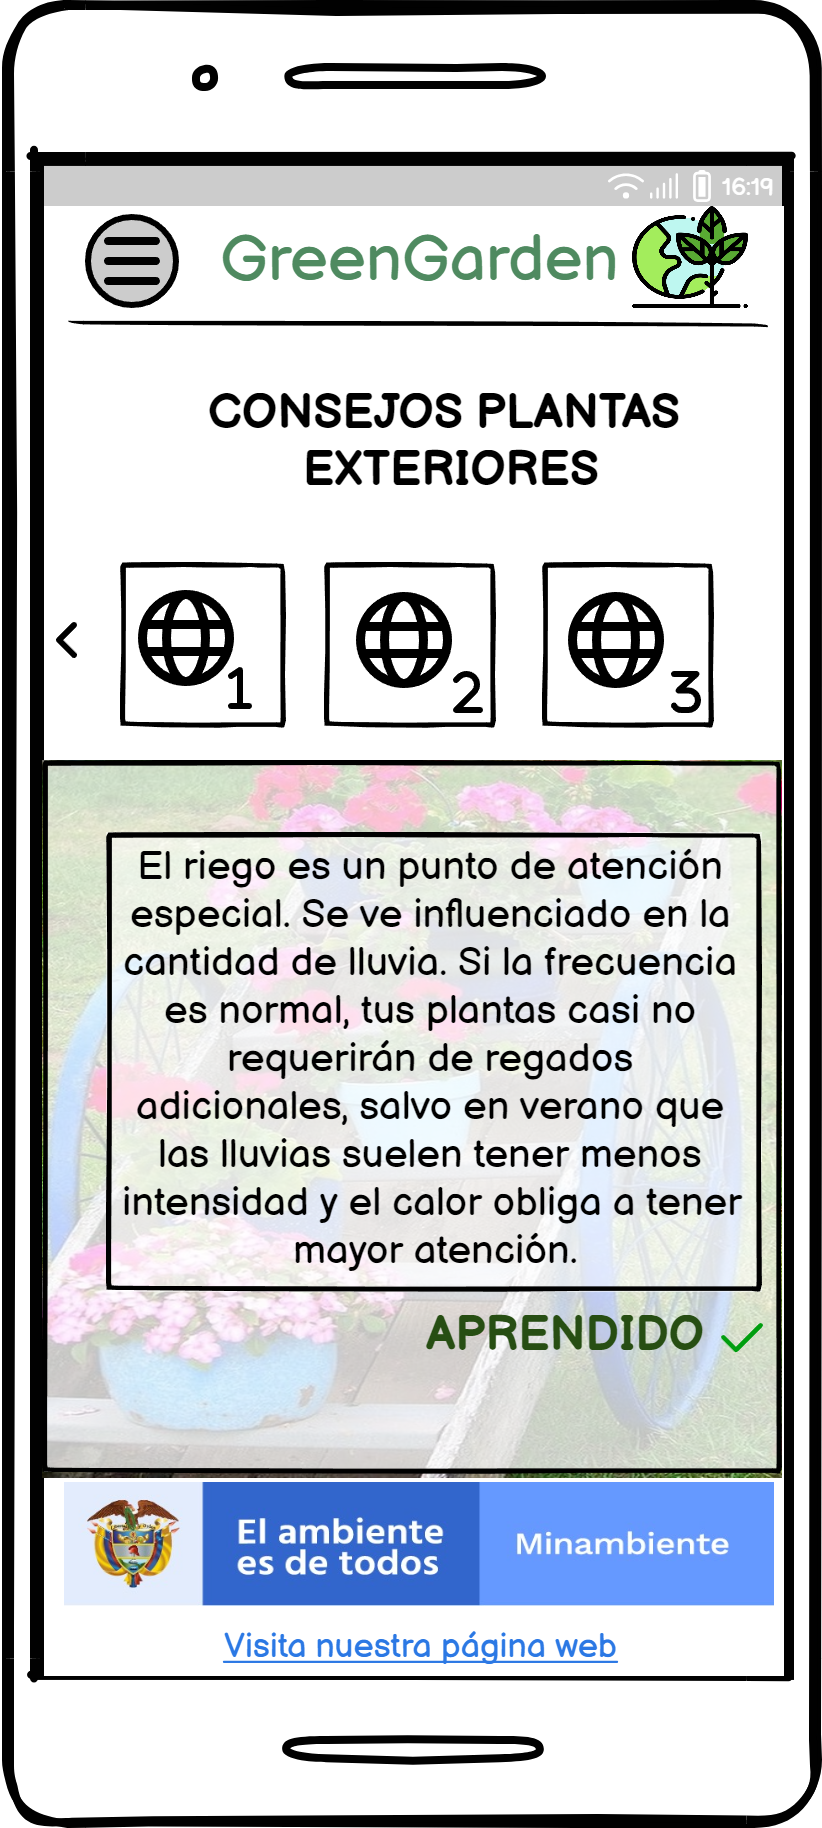 16:19
GreenGarden
CONSEJOS PLANTAS
EXTERIORES
1
2
3
El riego es un punto de atención
especial. Se ve influenciado en la
cantidad de lluvia. Si la frecuencia
es normal, tus plantas casi no
requerirán de regados
adicionales, salvo en verano que
las lluvias suelen tener menos
intensidad y el calor obliga a tener
mayor atención.
APRENDIDO
El ambiente
es de todos
Minambiente
Visita nuestra página web